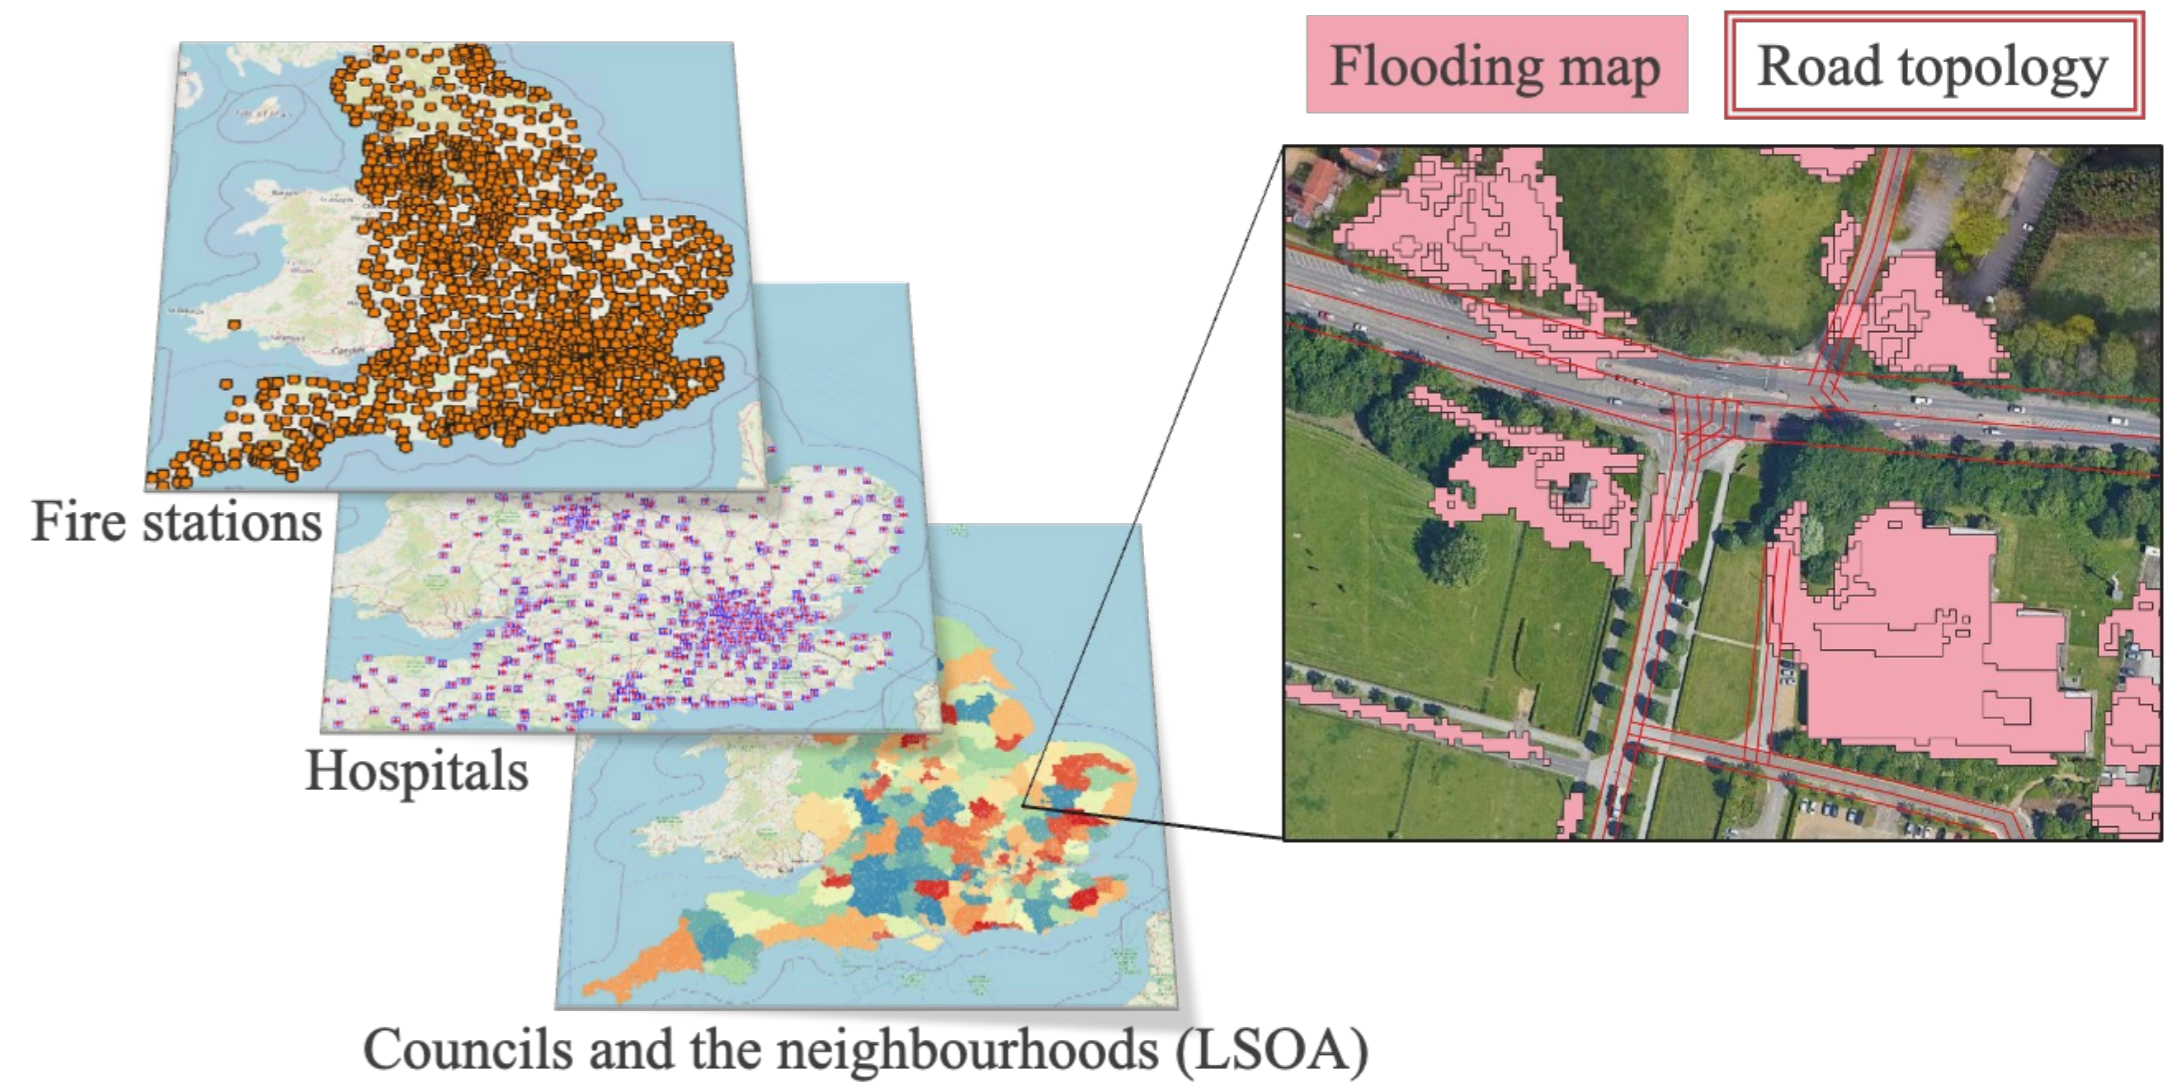 Flooding map
Road topology
Fire stations
Hospitals
Councils and the neighbourhoods (LSOA)